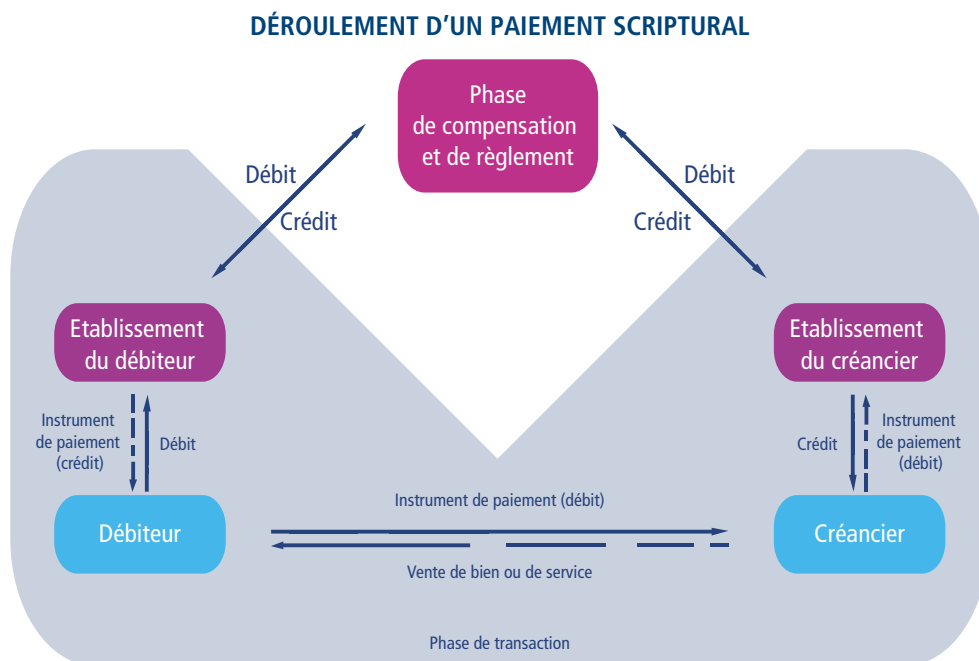 DÉROULEMENT D'UN PAIEMENT SCRIPTURAL
Phase
de compensation
et de règlement
Débit
Crédit
Débit
Crédit
Etablissement
du débiteur
Etablissement
du créancier
Instrument
de paiement
(crédit)
Débit
Crédit
Instrument
de paiement
(débit)
Débiteur
Instrument de paiement (débit)
Créancier
Vente de bien ou de service
Phase de transaction